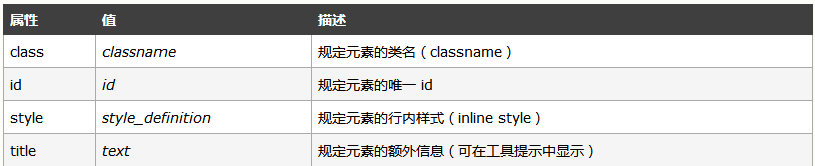 属性 值 描述
class classname 规定元素的类名（classname）
id id 规定元素的唯一 id
style style_definition 规定元素的行内样式（inline style）
title text 规定元素的额外信息（可在工具提示中显示）